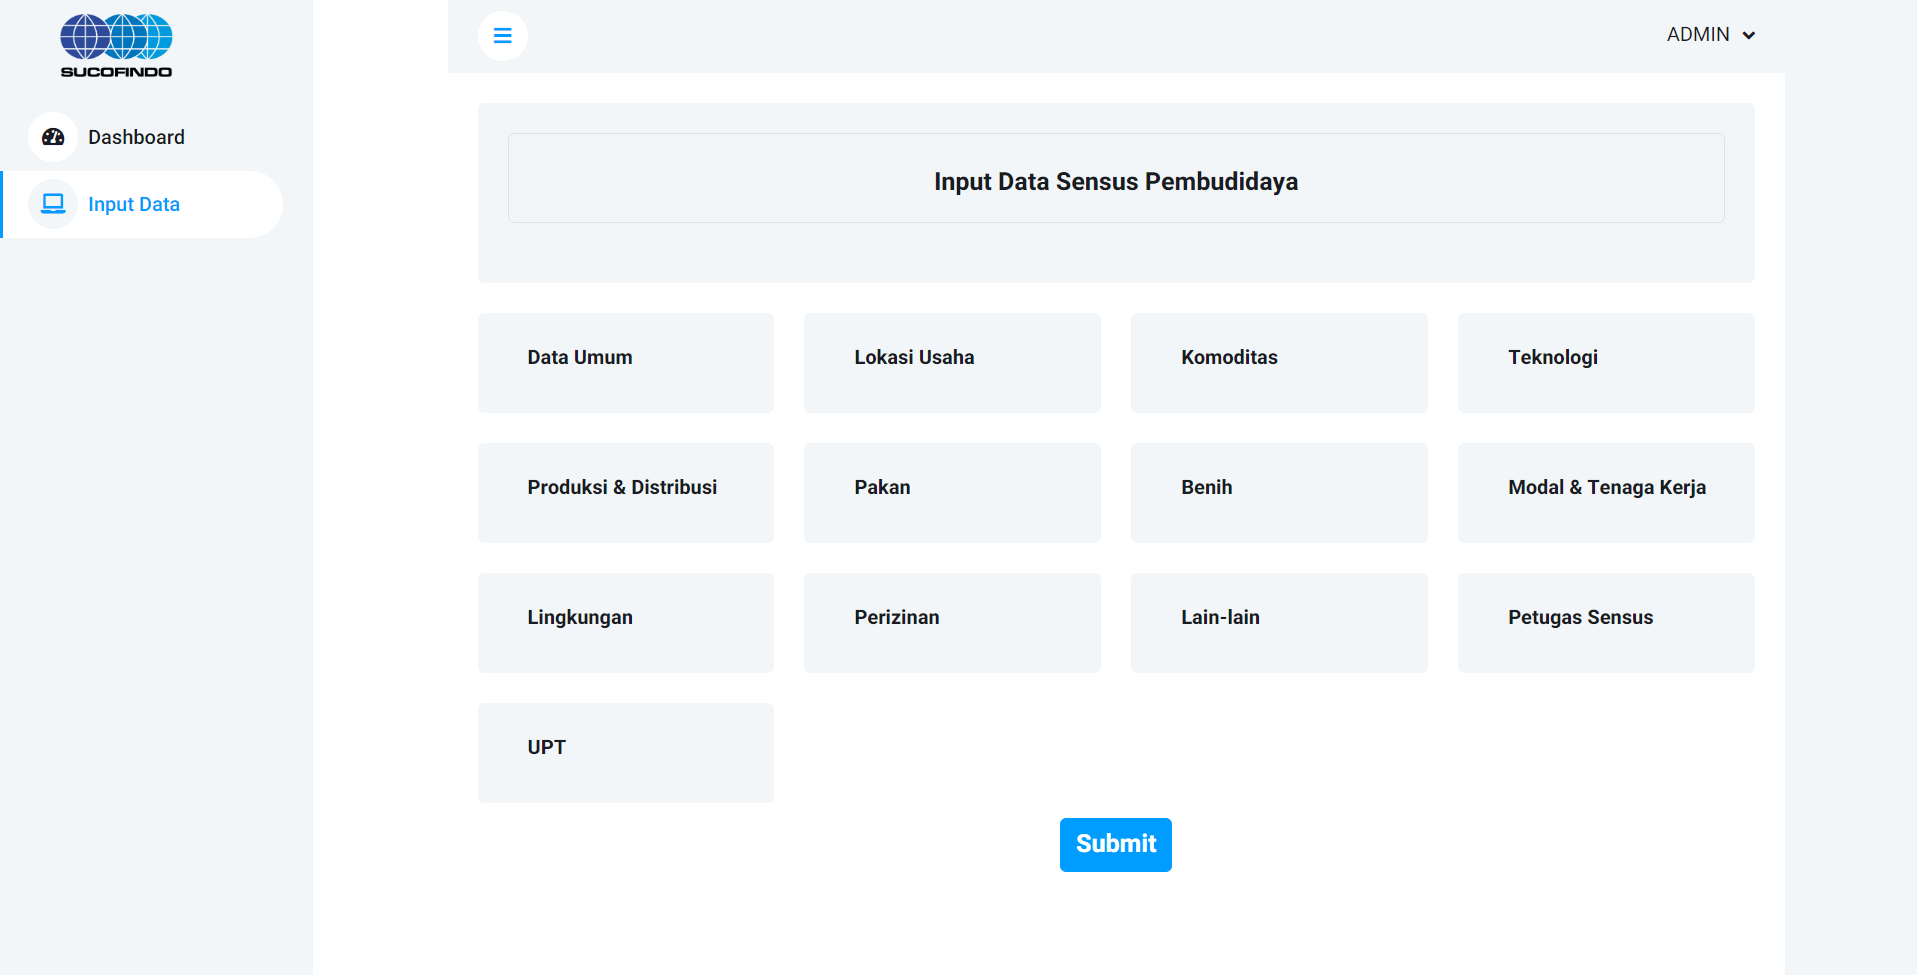 SUCOFINDO
Dashboard
Input Data
ADMIN
Input Data Sensus Pembudidaya
Data Umum
Lokasi Usaha
Komoditas
Teknologi
Produksi & Distribusi
Pakan
Benih
Modal & Tenaga Kerja
Lingkungan
Perizinan
Lain-lain
Petugas Sensus
UPT
Submit